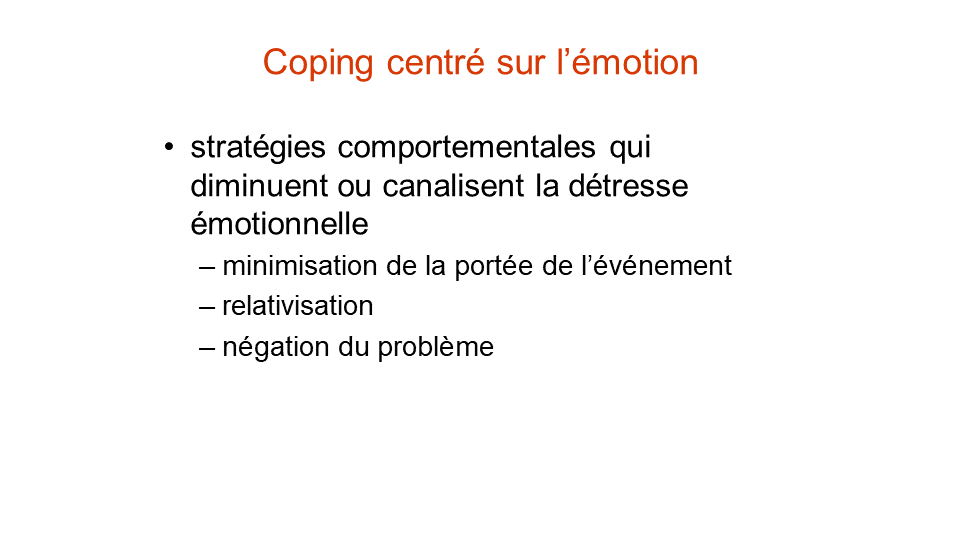 Coping centré sur l’émotion
• stratégies comportementales qui
diminuent ou canalisent la détresse
émotionnelle
– minimisation de la portée de l’événement
– relativisation
– négation du problème